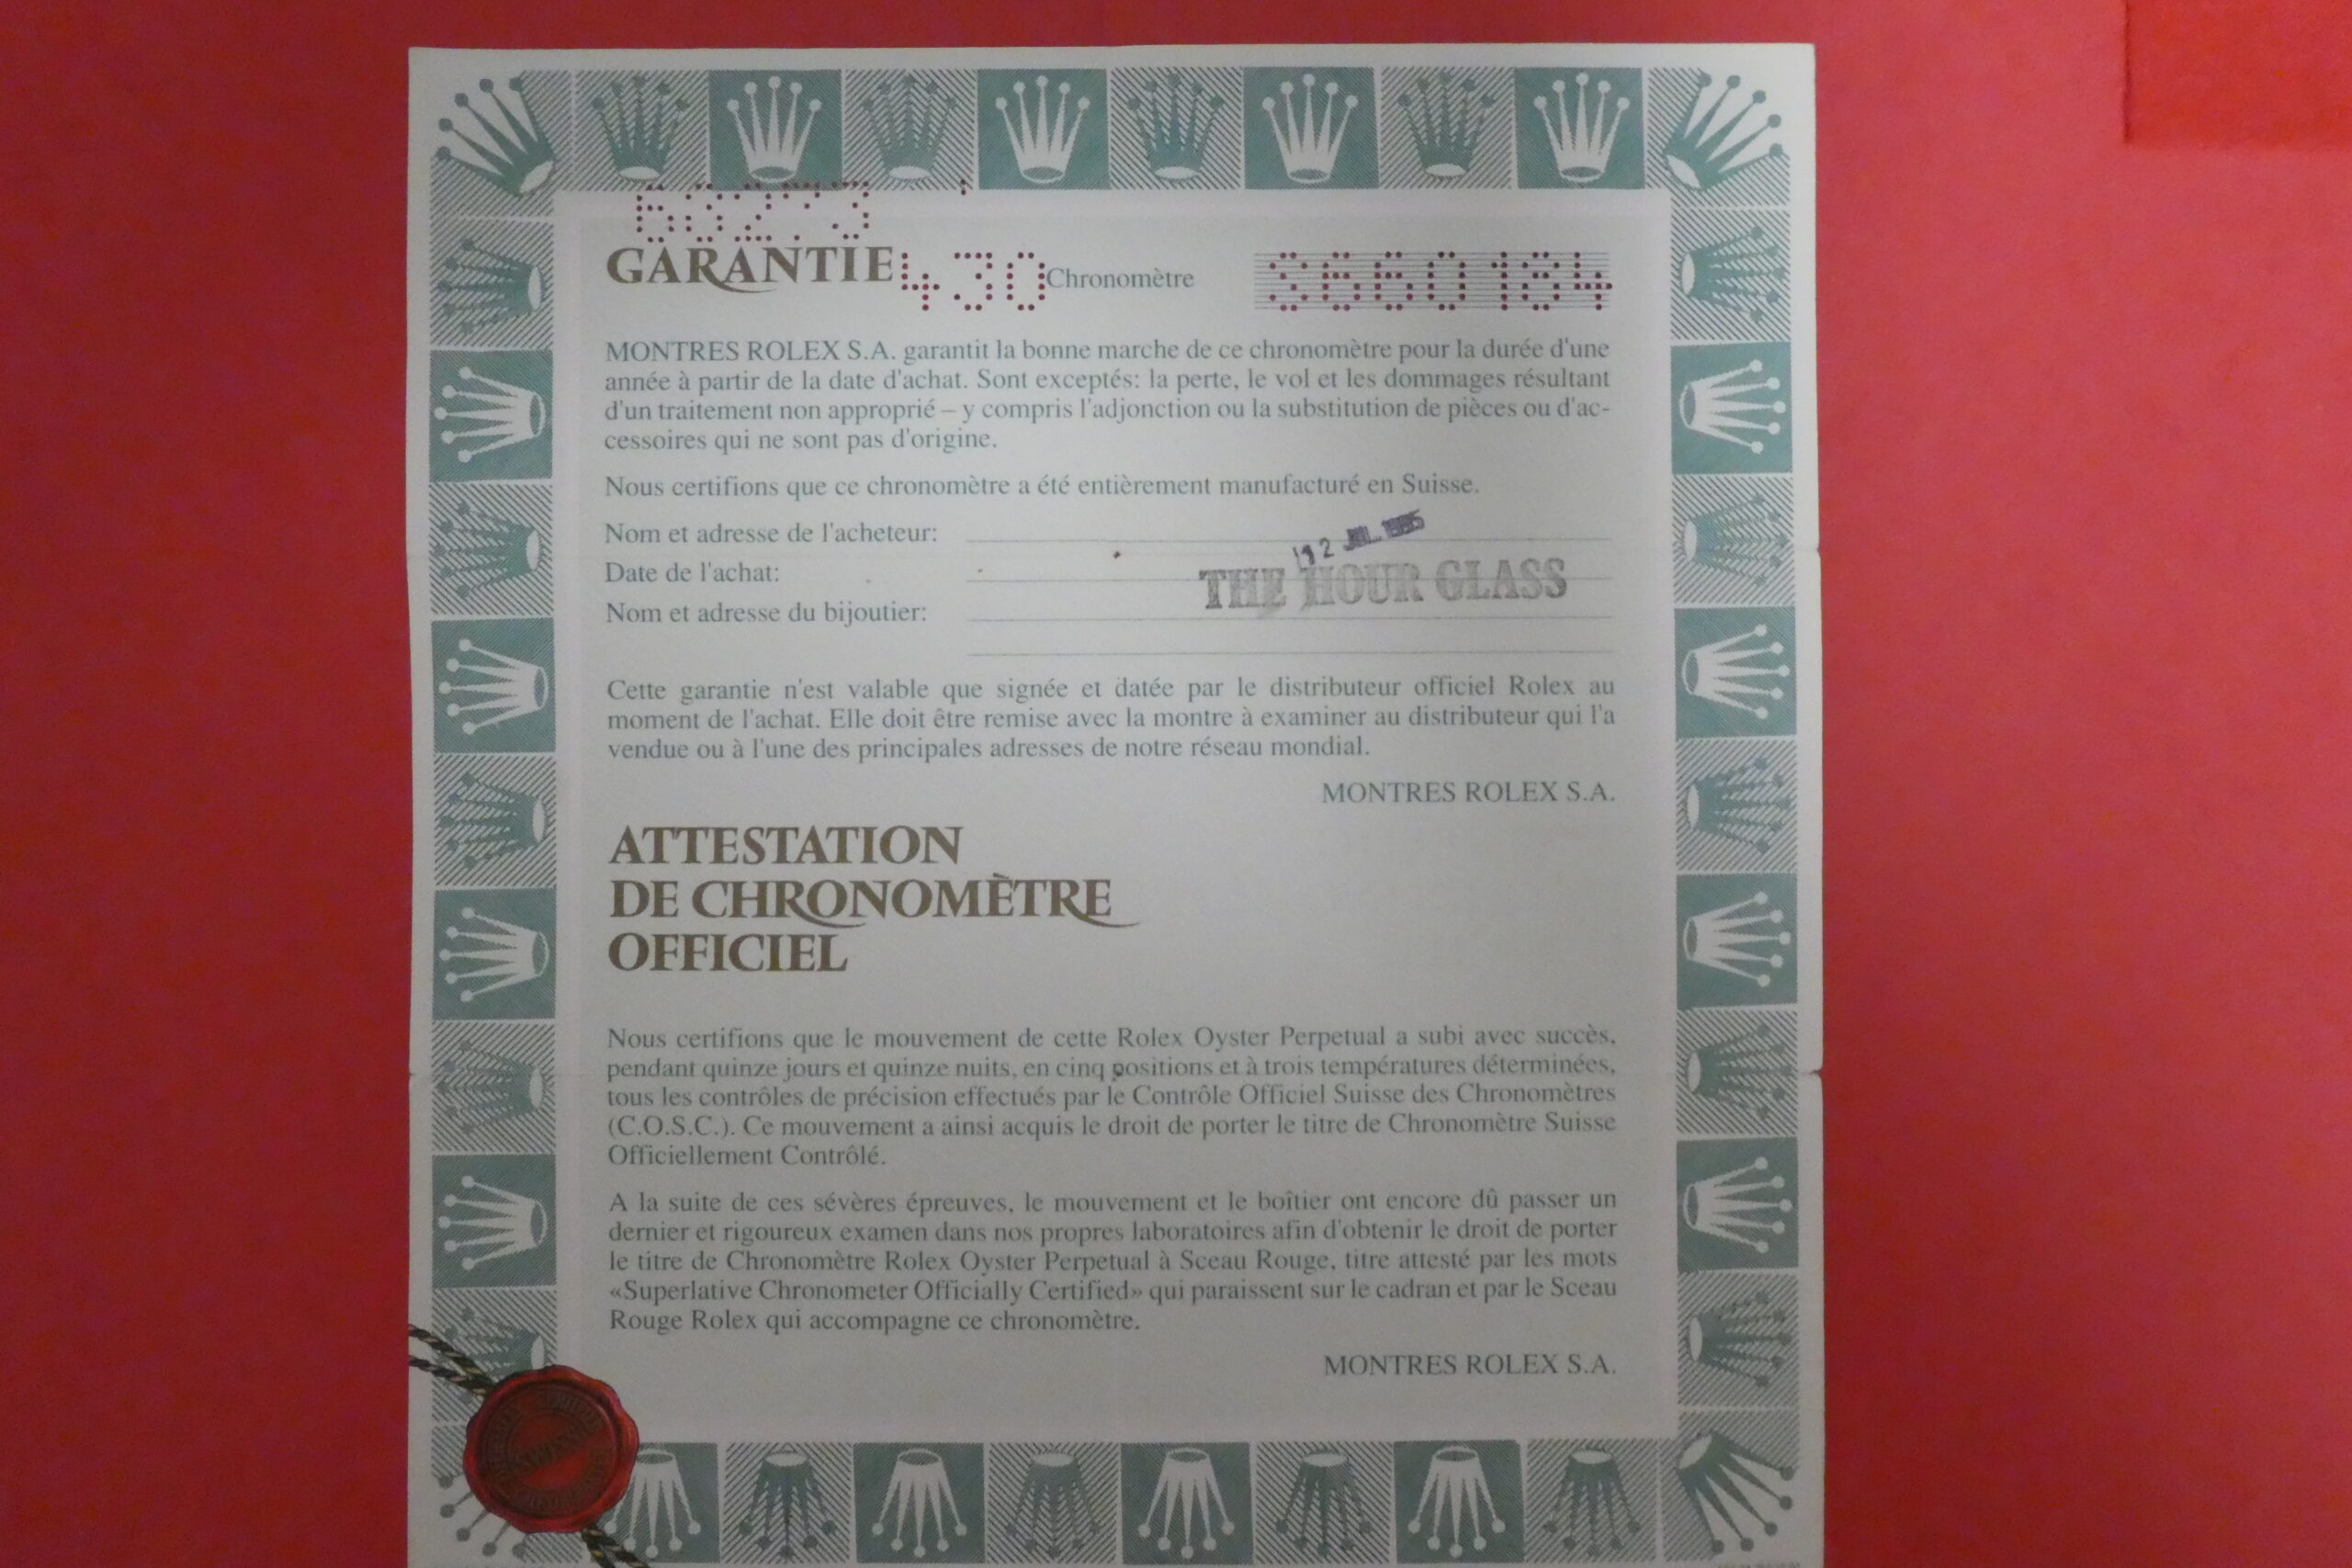 GARANTIE 430 Chronomètre
MONTRES ROLEX S.A. garantit la bonne marche de ce chronomètre pour la durée d'une
année à partir de la date d'achat. Sont exceptés: la perte, le vol et les dommages résultant
d'un traitement non approprié – y compris l'adjonction ou la substitution de pièces ou d'ac-
cessoires qui ne sont pas d'origine.
Nous certifions que ce chronomètre a été entièrement manufacturé en Suisse.
Nom et adresse de l'acheteur:
12 JUL
Date de l'achat:
THE HOUR GLASS
Nom et adresse du bijoutier:
Cette garantie n'est valable que signée et datée par le distributeur officiel Rolex au
moment de l'achat. Elle doit être remise avec la montre à examiner au distributeur qui l'a
vendue ou à l'une des principales adresses de notre réseau mondial.
MONTRES ROLEX S.A.
ATTESTATION
DE CHRONOMÈTRE
OFFICIEL
Nous certifions que le mouvement de cette Rolex Oyster Perpetual a subi avec succès,
pendant quinze jours et quinze nuits, en cinq positions et à trois températures déterminées,
tous les contrôles de précision effectués par le Contrôle Officiel Suisse des Chronomètres
(C.O.S.C.). Ce mouvement a ainsi acquis le droit de porter le titre de Chronomètre Suisse
Officiellement Contrôlé.
A la suite de ces sévères épreuves, le mouvement et le boîtier ont encore dû passer un
dernier et rigoureux examen dans nos propres laboratoires afin d'obtenir le droit de porter
le titre de Chronomètre Rolex Oyster Perpetual à Sceau Rouge, titre attesté par les mots
«Superlative Chronometer Officially Certified» qui paraissent sur le cadran et par le Sceau
Rouge Rolex qui accompagne ce chronomètre.
MONTRES ROLEX S.A.